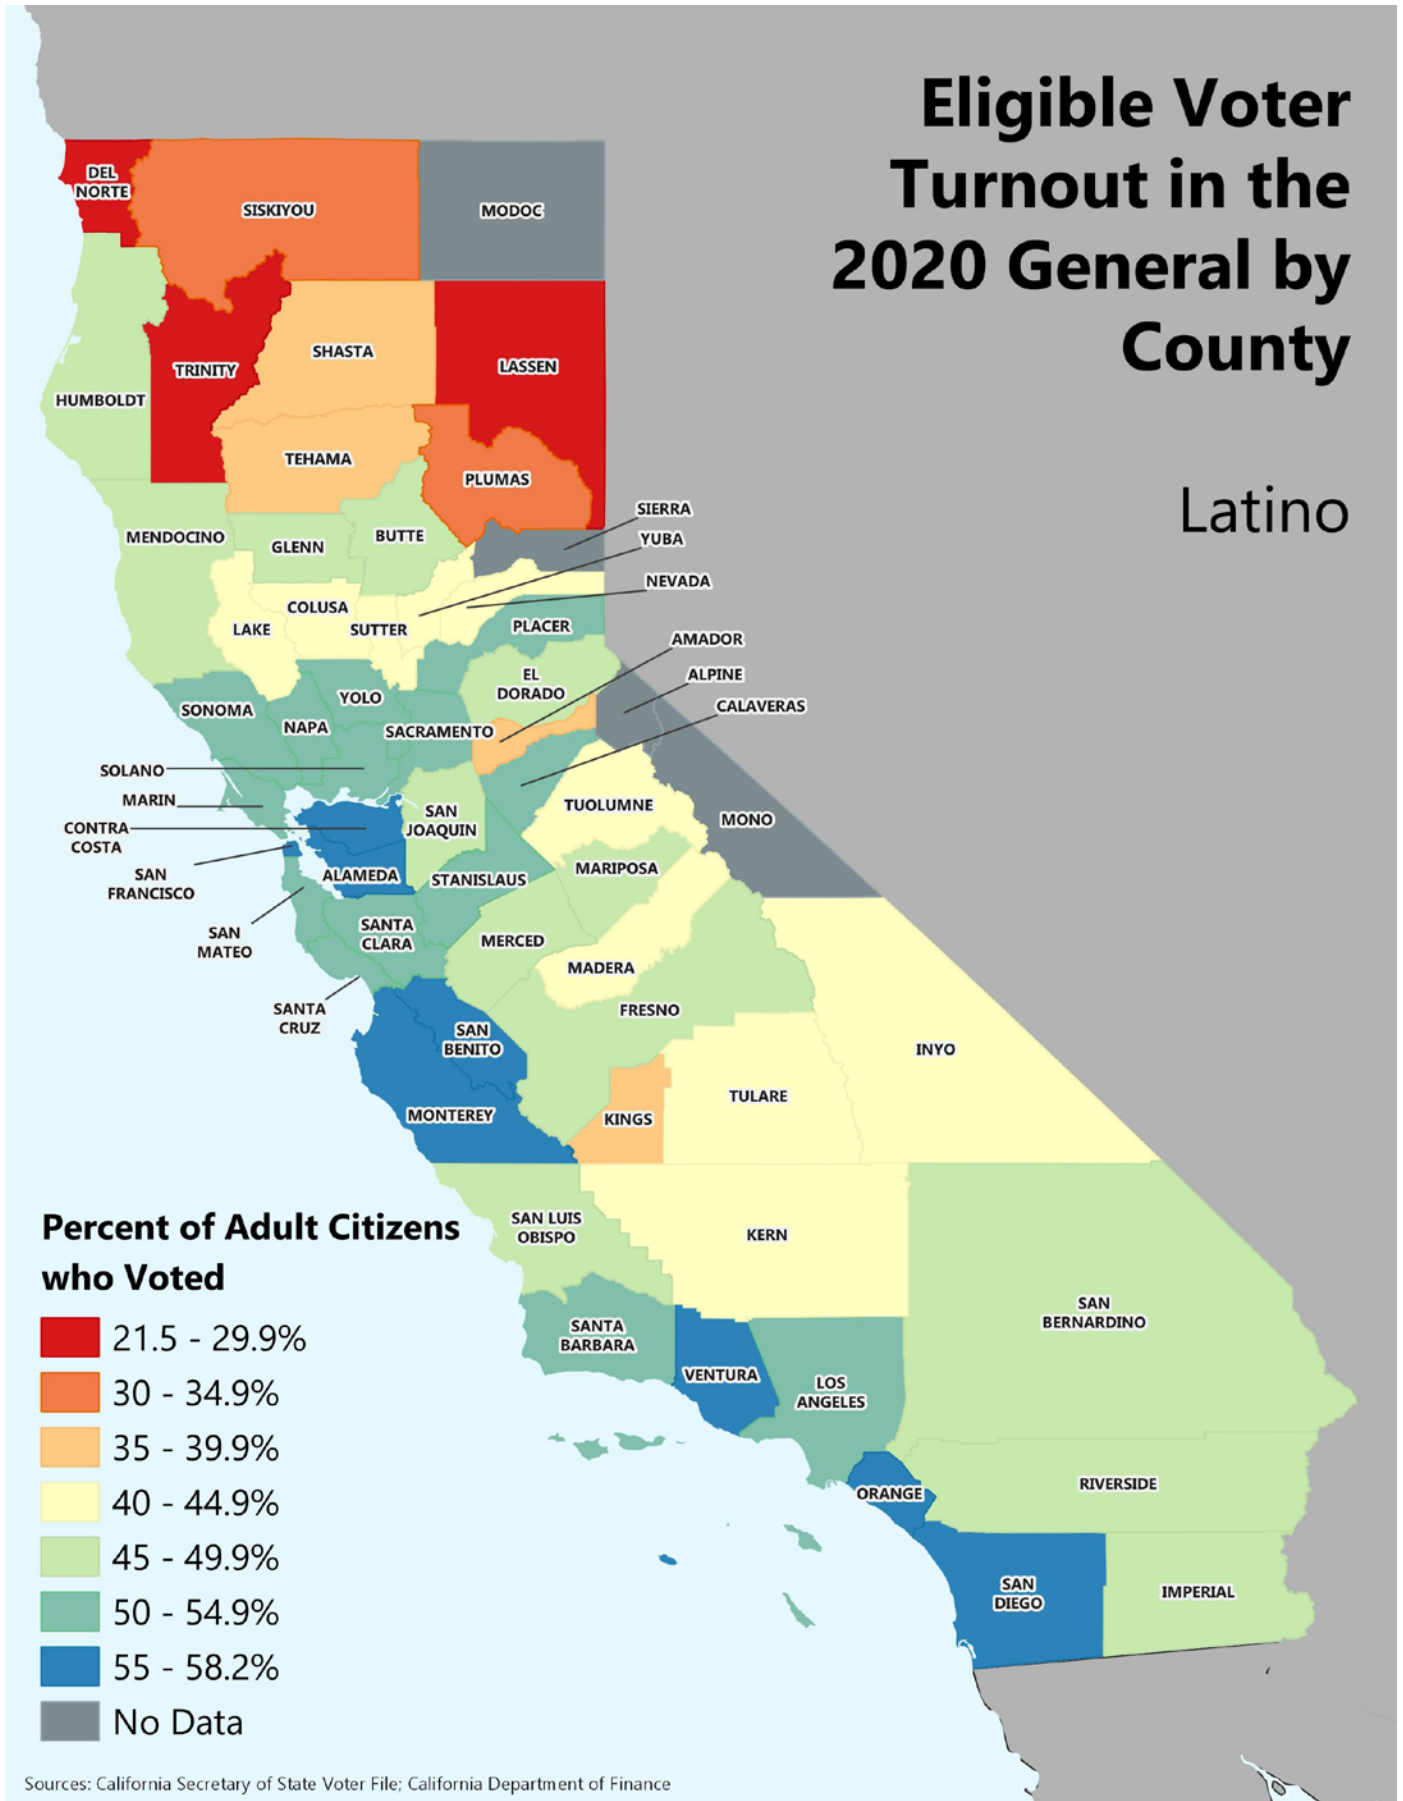 Eligible Voter
Turnout in the
2020 General by
County
Latino
DEL
NORTE
SISKIYOU
MODOC
SHASTA
TRINITY
LASSEN
HUMBOLDT
TEHAMA
PLUMAS
SIERRA
MENDOCINO
BUTTE
GLENN
YUBA
NEVADA
COLUSA
LAKE
SUTTER
PLACER
AMADOR
EL
DORADO
ALPINE
YOLO
CALAVERAS
SONOMA
NAPA
SACRAMENTO
SOLANO
MARIN
CONTRA
COSTA
SAN
JOAQUIN
TUOLUMNE
MONO
SAN
FRANCISCO
ALAMEDA
STANISLAUS
MARIPOSA
SAN
MATEO
SANTA
CLARA
MERCED
MADERA
SANTA
CRUZ
FRESNO
SAN
BENITO
INYO
MONTEREY
KINGS
TULARE
SAN LUIS
OBISPO
KERN
SAN
BERNARDINO
SANTA
BARBARA
VENTURA
LOS
ANGELES
ORANGE
RIVERSIDE
SAN
DIEGO
IMPERIAL
Percent of Adult Citizens
who Voted
21.5 - 29.9%
30 - 34.9%
35 - 39.9%
40 - 44.9%
45 - 49.9%
50 - 54.9%
55 - 58.2%
No Data
Sources: California Secretary of State Voter File; California Department of Finance